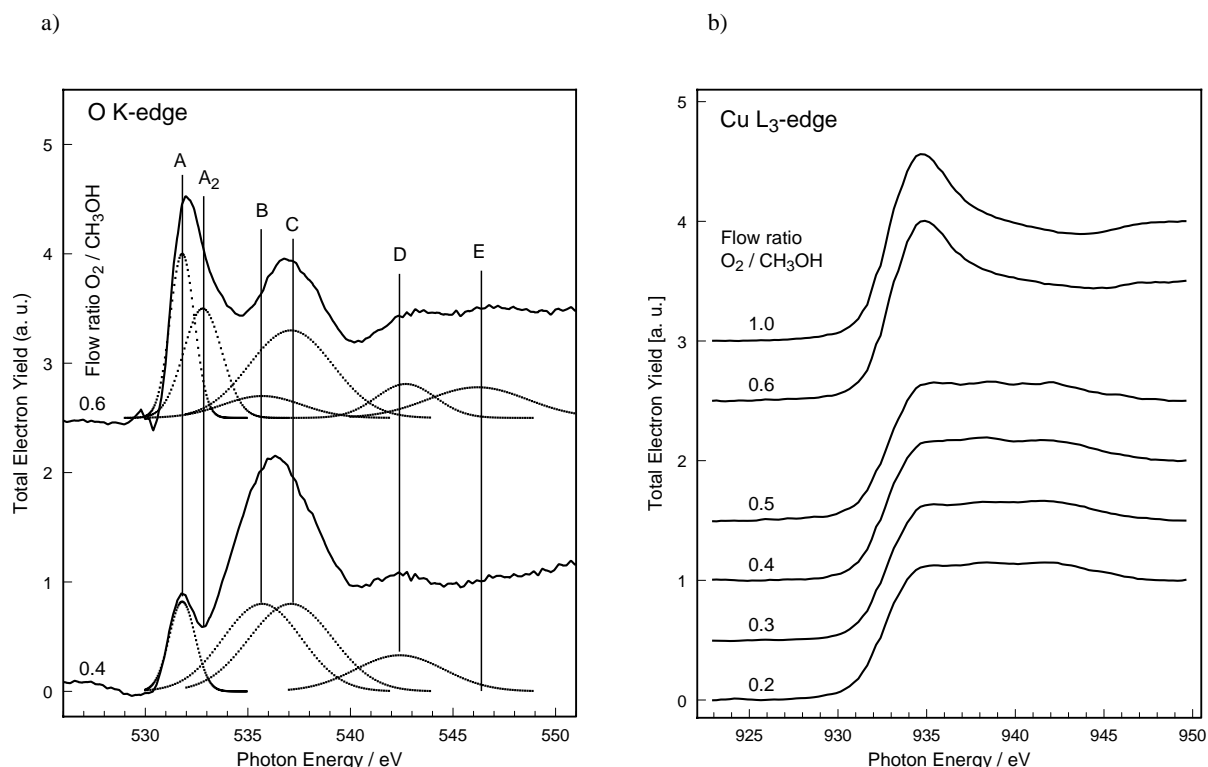 a)
O K-edge
A
A2
B
C
D
E
Flow ratio O2 / CH3OH
0.6
0.4
5
4
3
2
1
0
Total Electron Yield (a. u.)
530
535
540
545
550
Photon Energy / eV
b)
Cu L3-edge
Flow ratio
O2 / CH3OH
1.0
0.6
0.5
0.4
0.3
0.2
5
4
3
2
1
0
Total Electron Yield [a. u.]
925
930
935
940
945
950
Photon Energy / eV